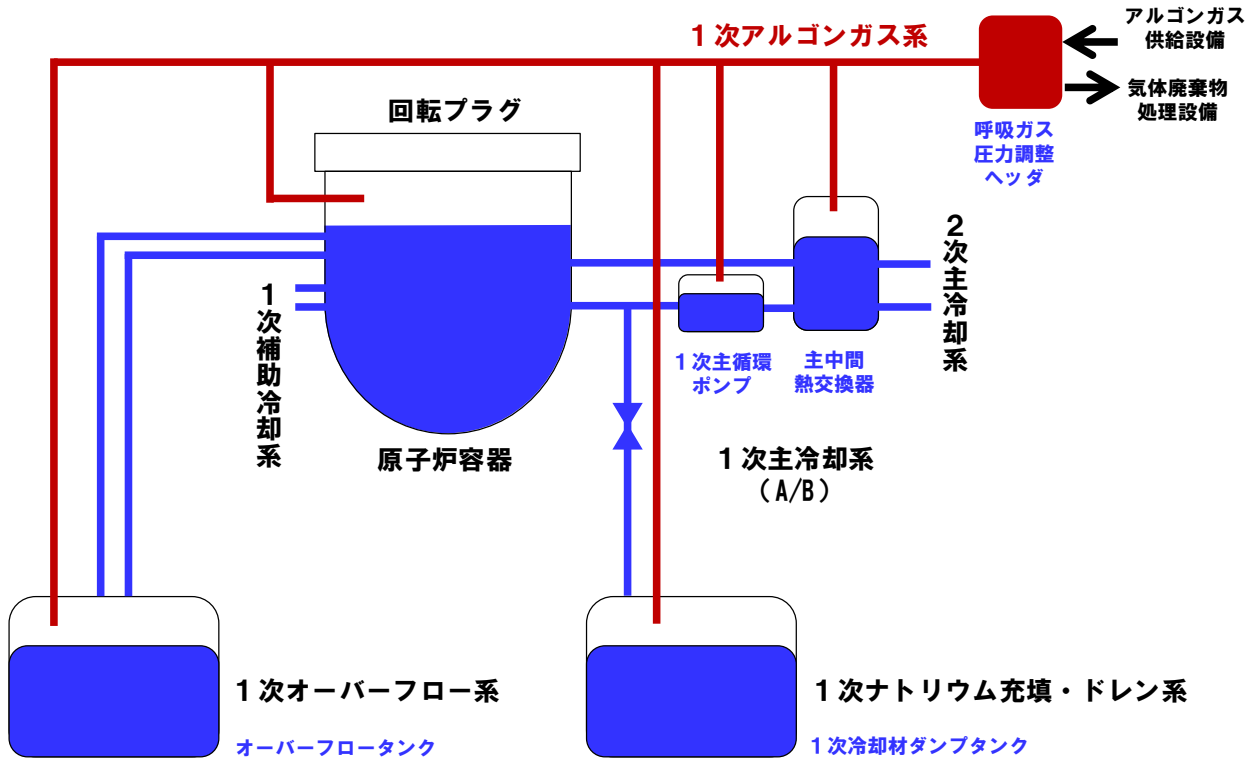 1次アルゴンガス系
アルゴンガス
供給設備
気体廃棄物
処理設備
呼吸ガス
圧力調整
ヘッダ
回転プラグ
1次補助冷却系
原子炉容器
1次主循環
ポンプ
主中間
熱交換器
2次主冷却系
1次主冷却系
(A/B)
1次オーバーフロー系
オーバーフロータンク
1次ナトリウム充填・ドレン系
1次冷却材ダンプタンク